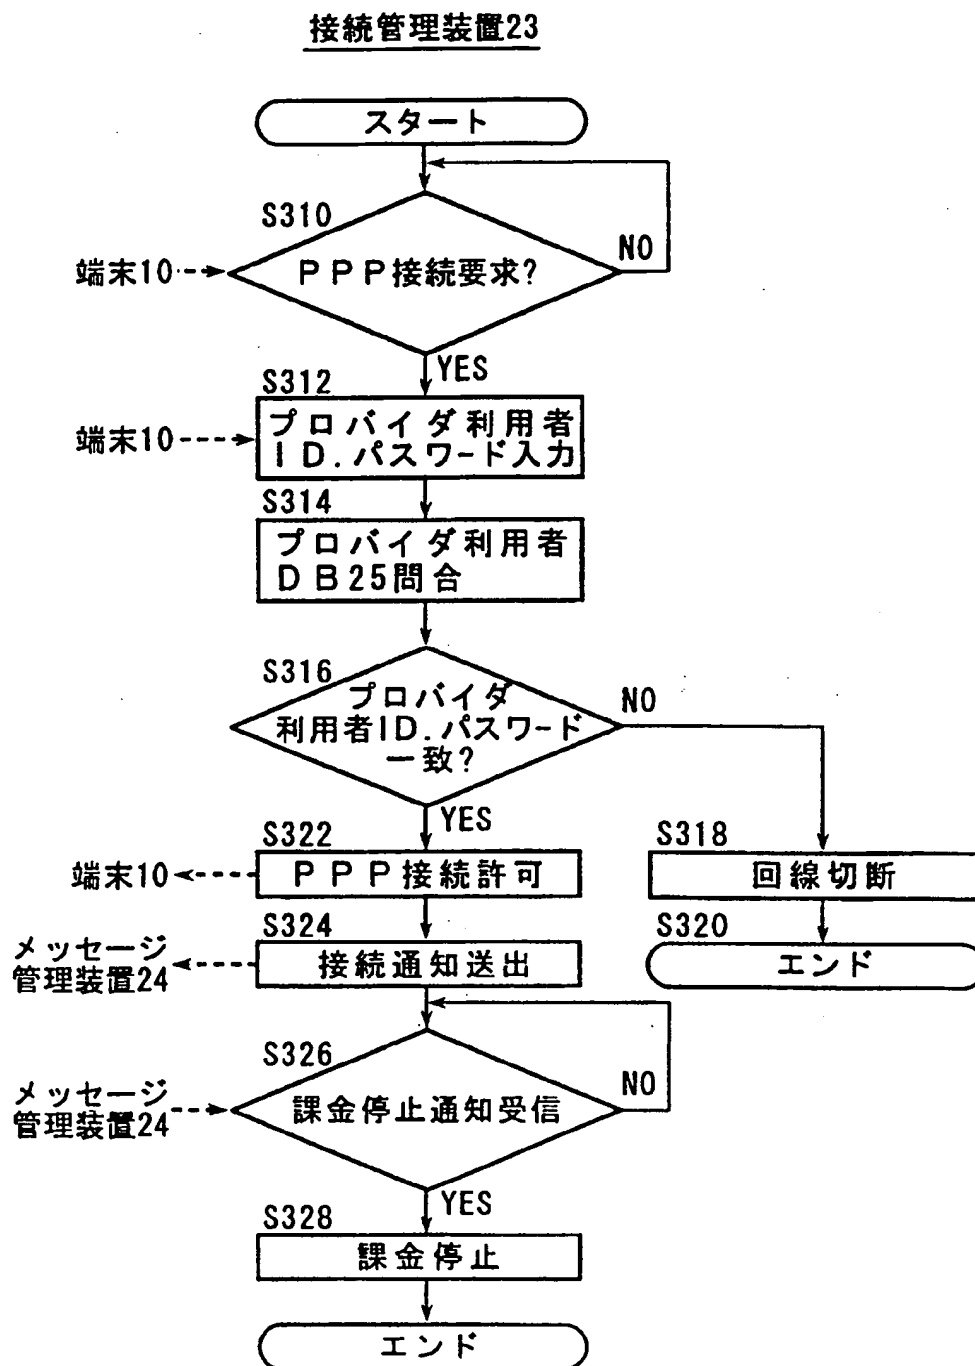 接続管理装置23
スタート
S310
端末10
PPP接続要求?
NO
YES
S312
端末10
プロバイダ利用者
ID.パスワード入力
S314
プロバイダ利用者
DB25問合
S316
プロバイダ
利用者ID.パスワード
一致?
NO
YES
S322
端末10
PPP接続許可
S318
回線切断
S324
メッセージ
管理装置24
接続通知送出
S320
エンド
S326
メッセージ
管理装置24
課金停止通知受信
NO
YES
S328
課金停止
エンド